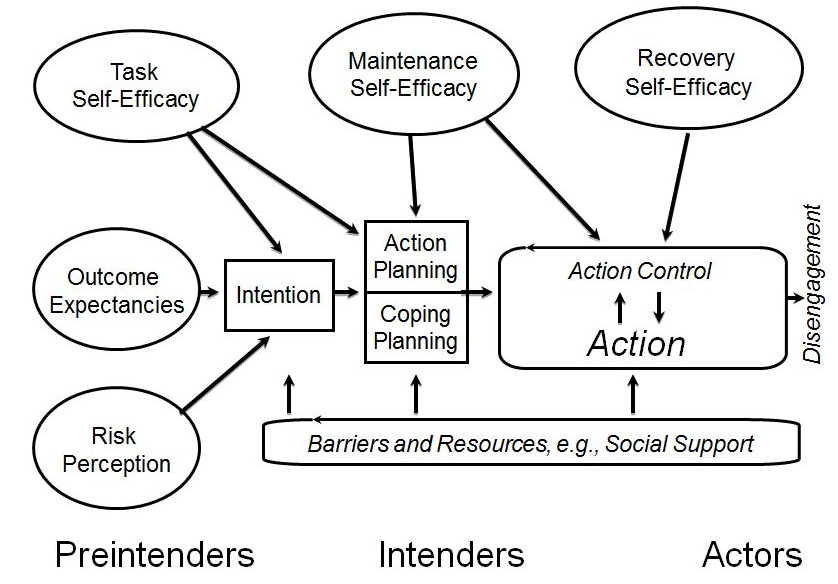 Task
Self-Efficacy
Maintenance
Self-Efficacy
Recovery
Self-Efficacy
Outcome
Expectancies
Intention
Action
Planning
Coping
Planning
Action Control
Action
Disengagement
Risk
Perception
Barriers and Resources, e.g., Social Support
Preintenders
Intenders
Actors